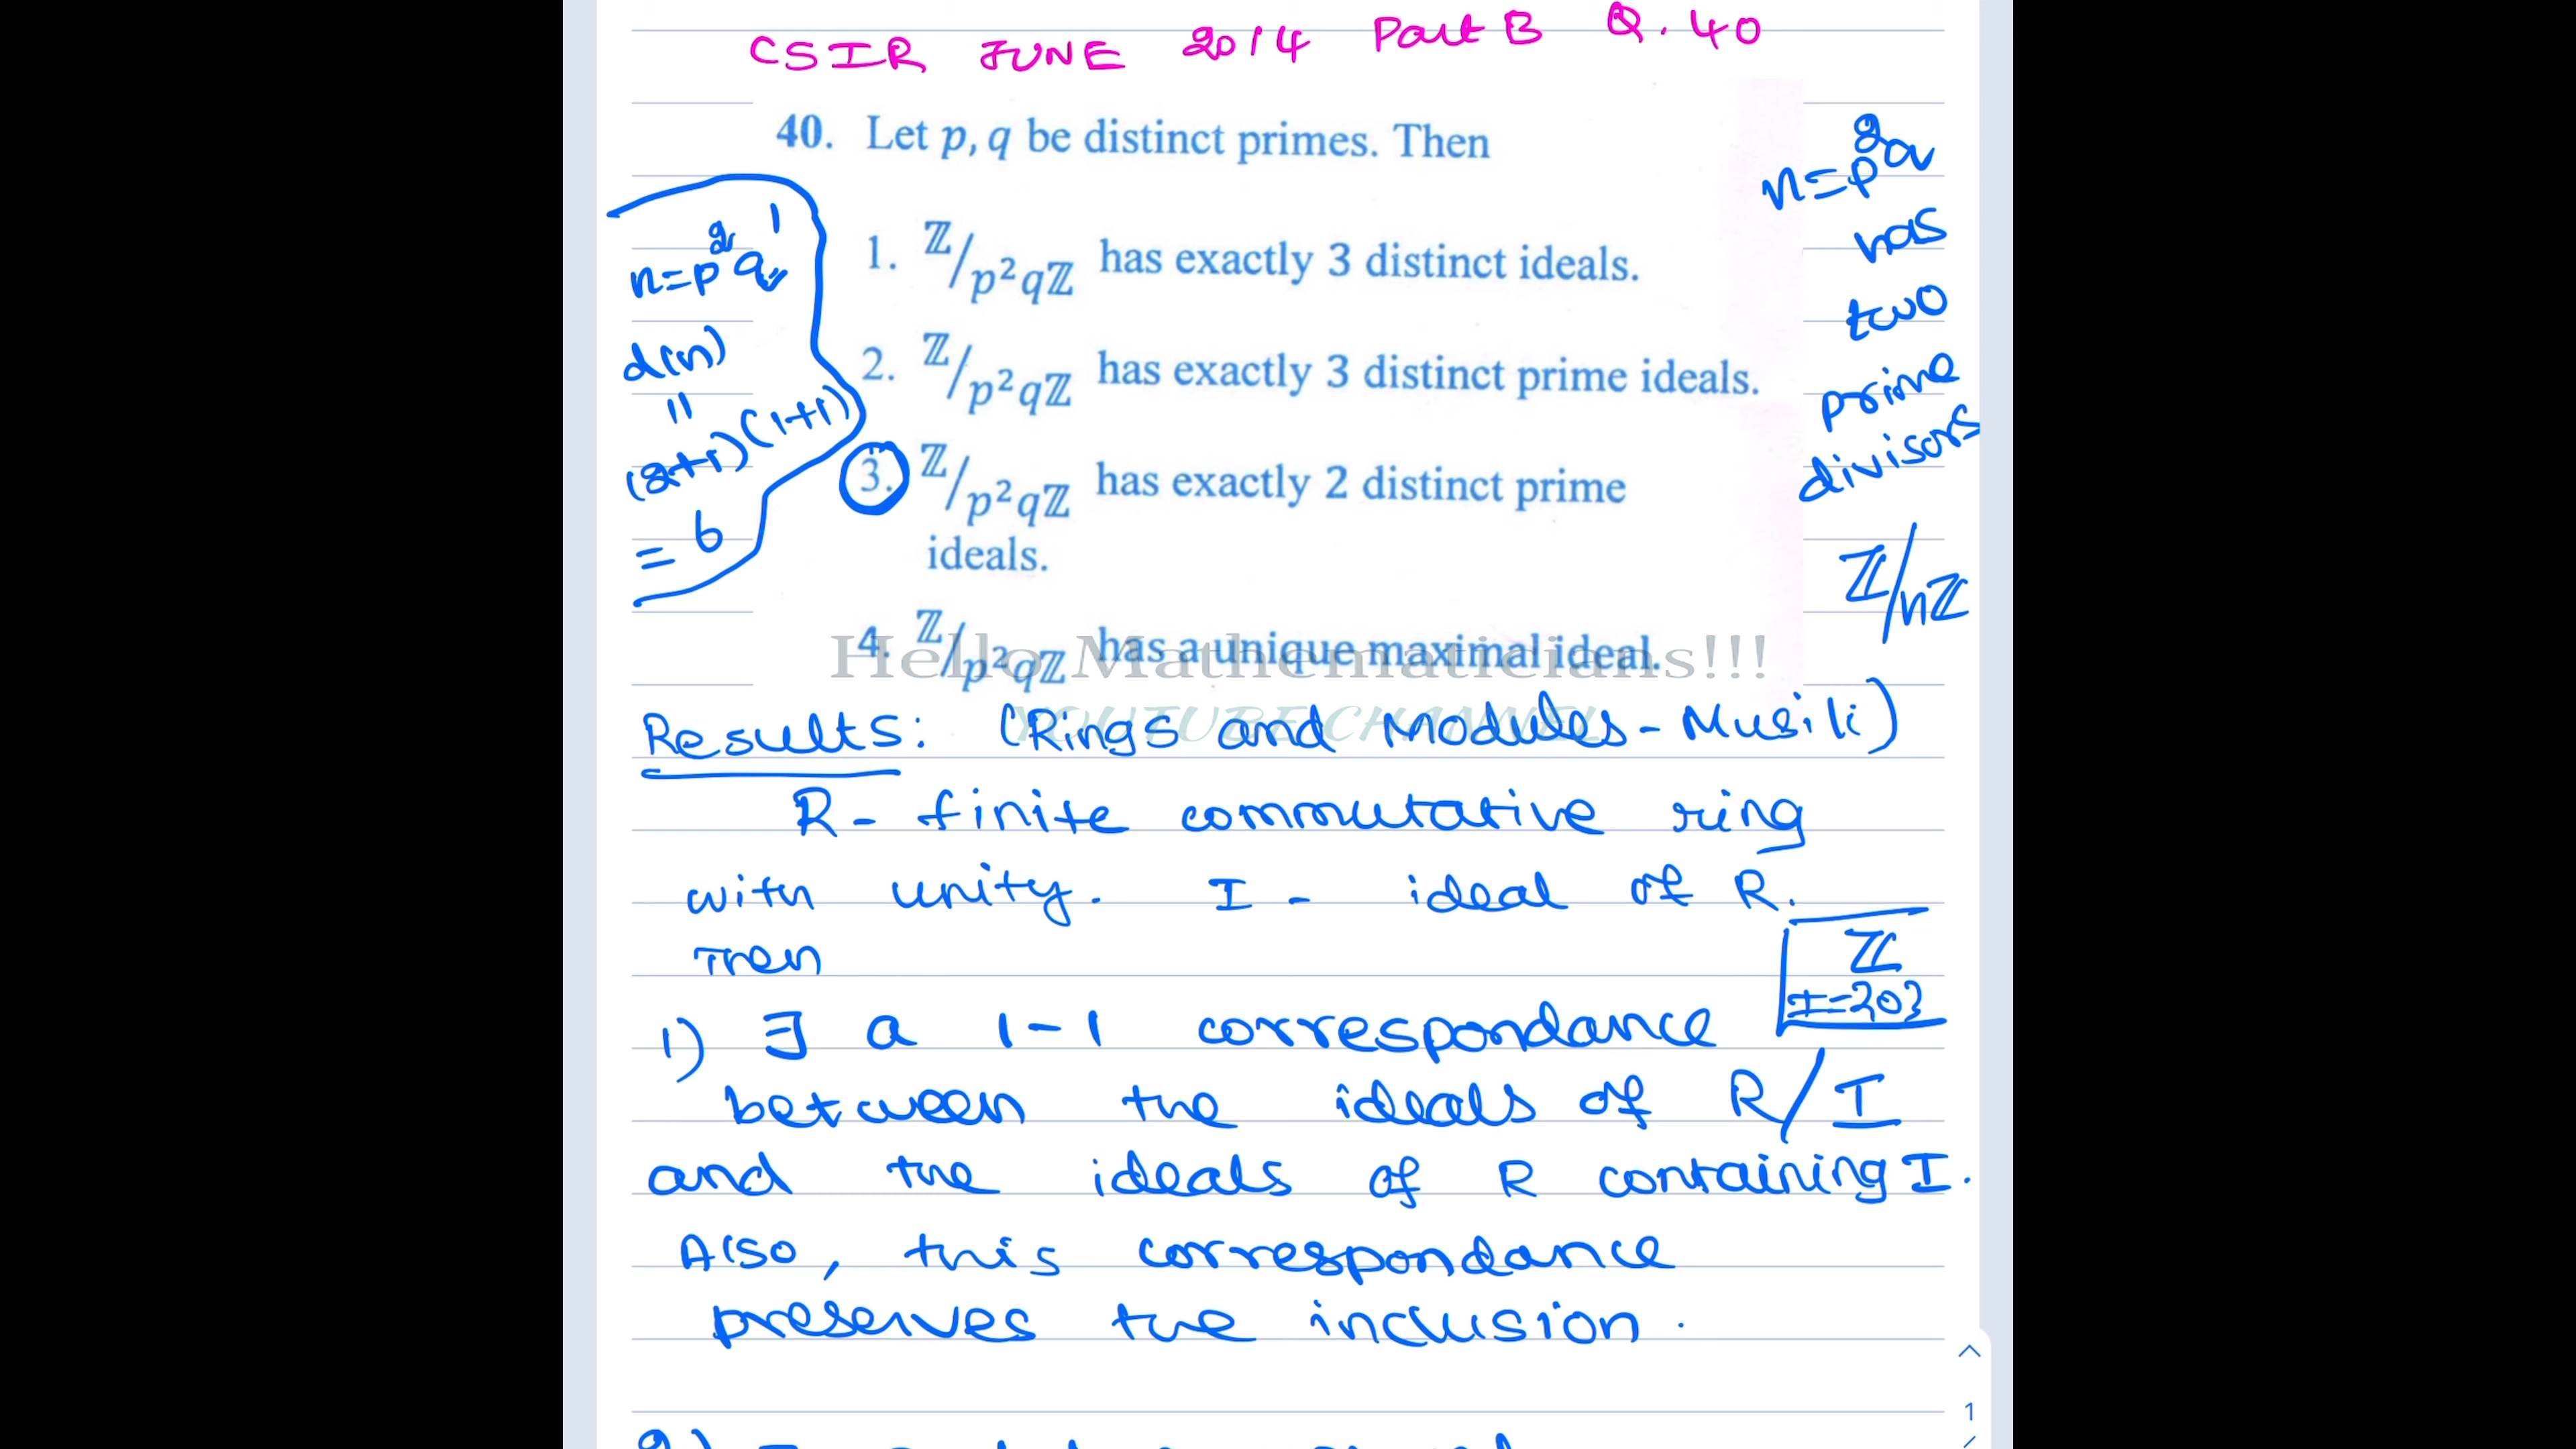 CSIR JUNE 2014 Part B Q. 40
40. Let p, q be distinct primes. Then
1. ℤ/p²qℤ has exactly 3 distinct ideals.
2. ℤ/p²qℤ has exactly 3 distinct prime ideals.
3. ℤ/p²qℤ has exactly 2 distinct prime
ideals.
4. ℤ/p²qℤ has a unique maximal ideal.
n=p²q¹
d(n)
||
(2+1)(1+1)
= 6
n=p²q
has
two
prime
divisors
ℤ/nℤ
Hello Mathematicians!!!
YOUTUBE CHANNEL
Results: (Rings and Modules - Musili)
R - finite commutative ring
with unity. I - ideal of R.
Then
ℤ
I={0}
1) ∃ a 1-1 correspondance
between the ideals of R/I
and the ideals of R containing I.
Also, this correspondance
preserves the inclusion.
1